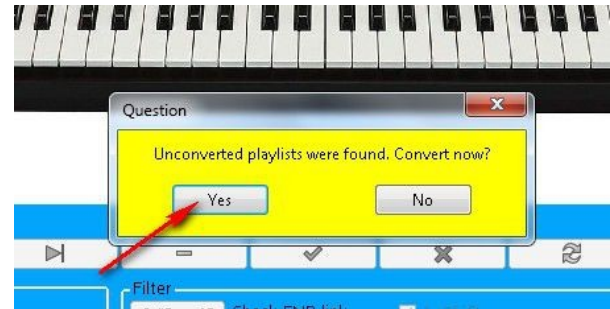 Question
Unconverted playlists were found. Convert now?
Yes
No
Filter